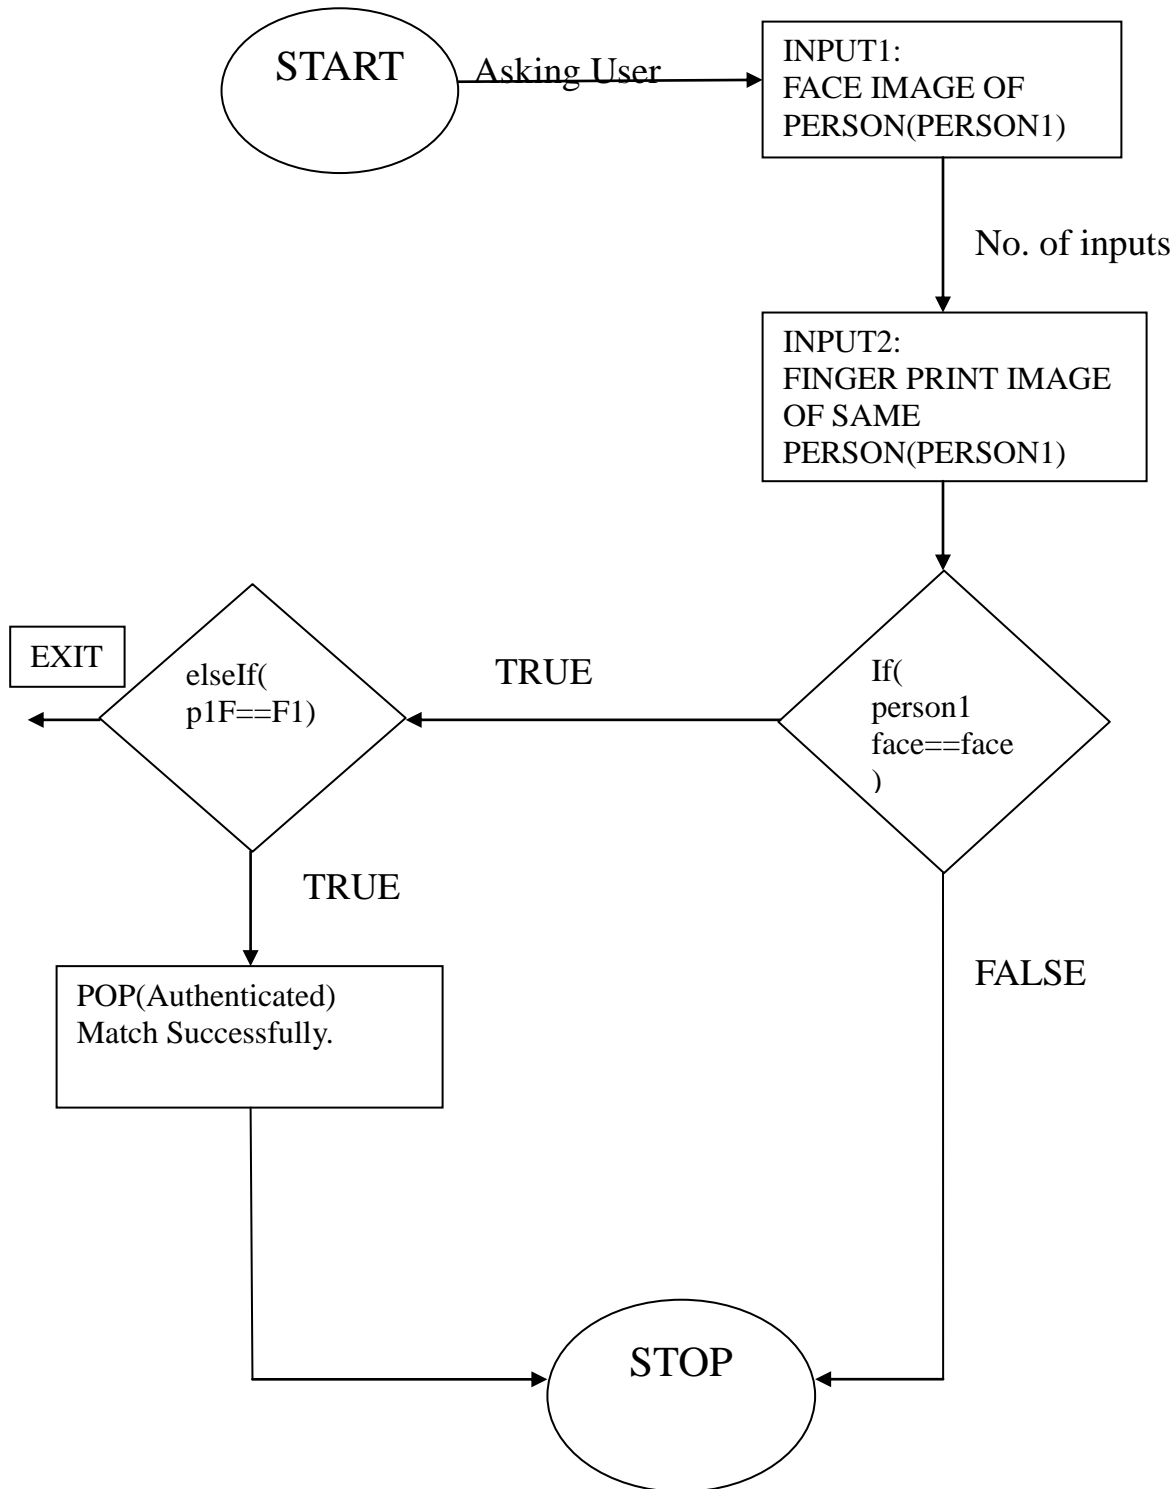 START
Asking User
INPUT1:
FACE IMAGE OF
PERSON(PERSON1)
No. of inputs
INPUT2:
FINGER PRINT IMAGE
OF SAME
PERSON(PERSON1)
If(
person1
face==face
)
TRUE
elseIf(
p1F==F1)
EXIT
TRUE
FALSE
POP(Authenticated)
Match Successfully.
STOP